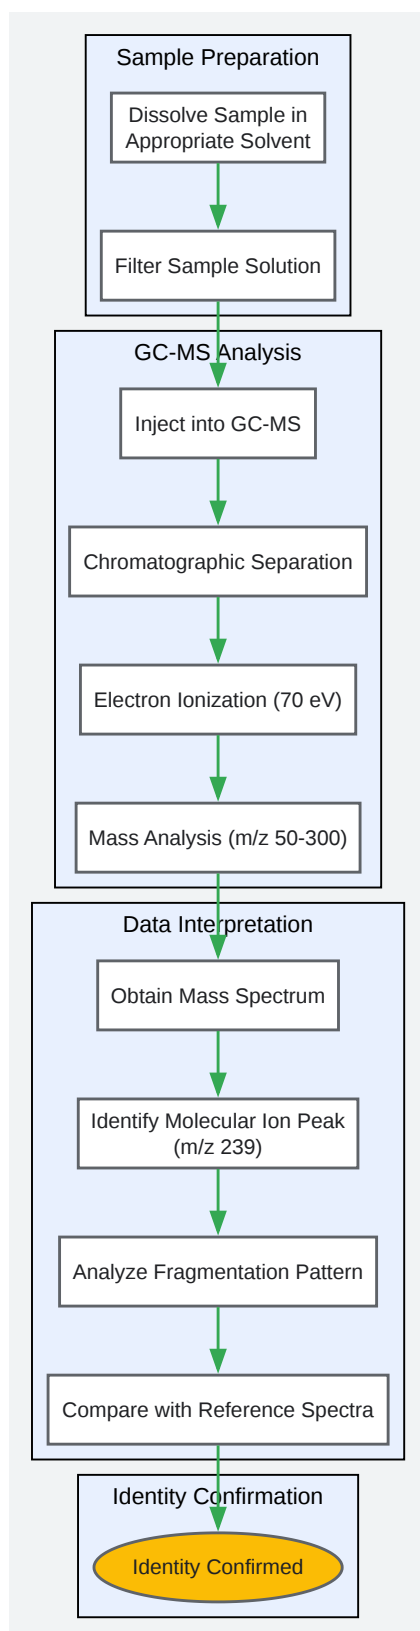 Sample Preparation
Dissolve Sample in
Appropriate Solvent
Filter Sample Solution
GC-MS Analysis
Inject into GC-MS
Chromatographic Separation
Electron Ionization (70 eV)
Mass Analysis (m/z 50-300)
Data Interpretation
Obtain Mass Spectrum
Identify Molecular Ion Peak
(m/z 239)
Analyze Fragmentation Pattern
Compare with Reference Spectra
Identity Confirmation
Identity Confirmed